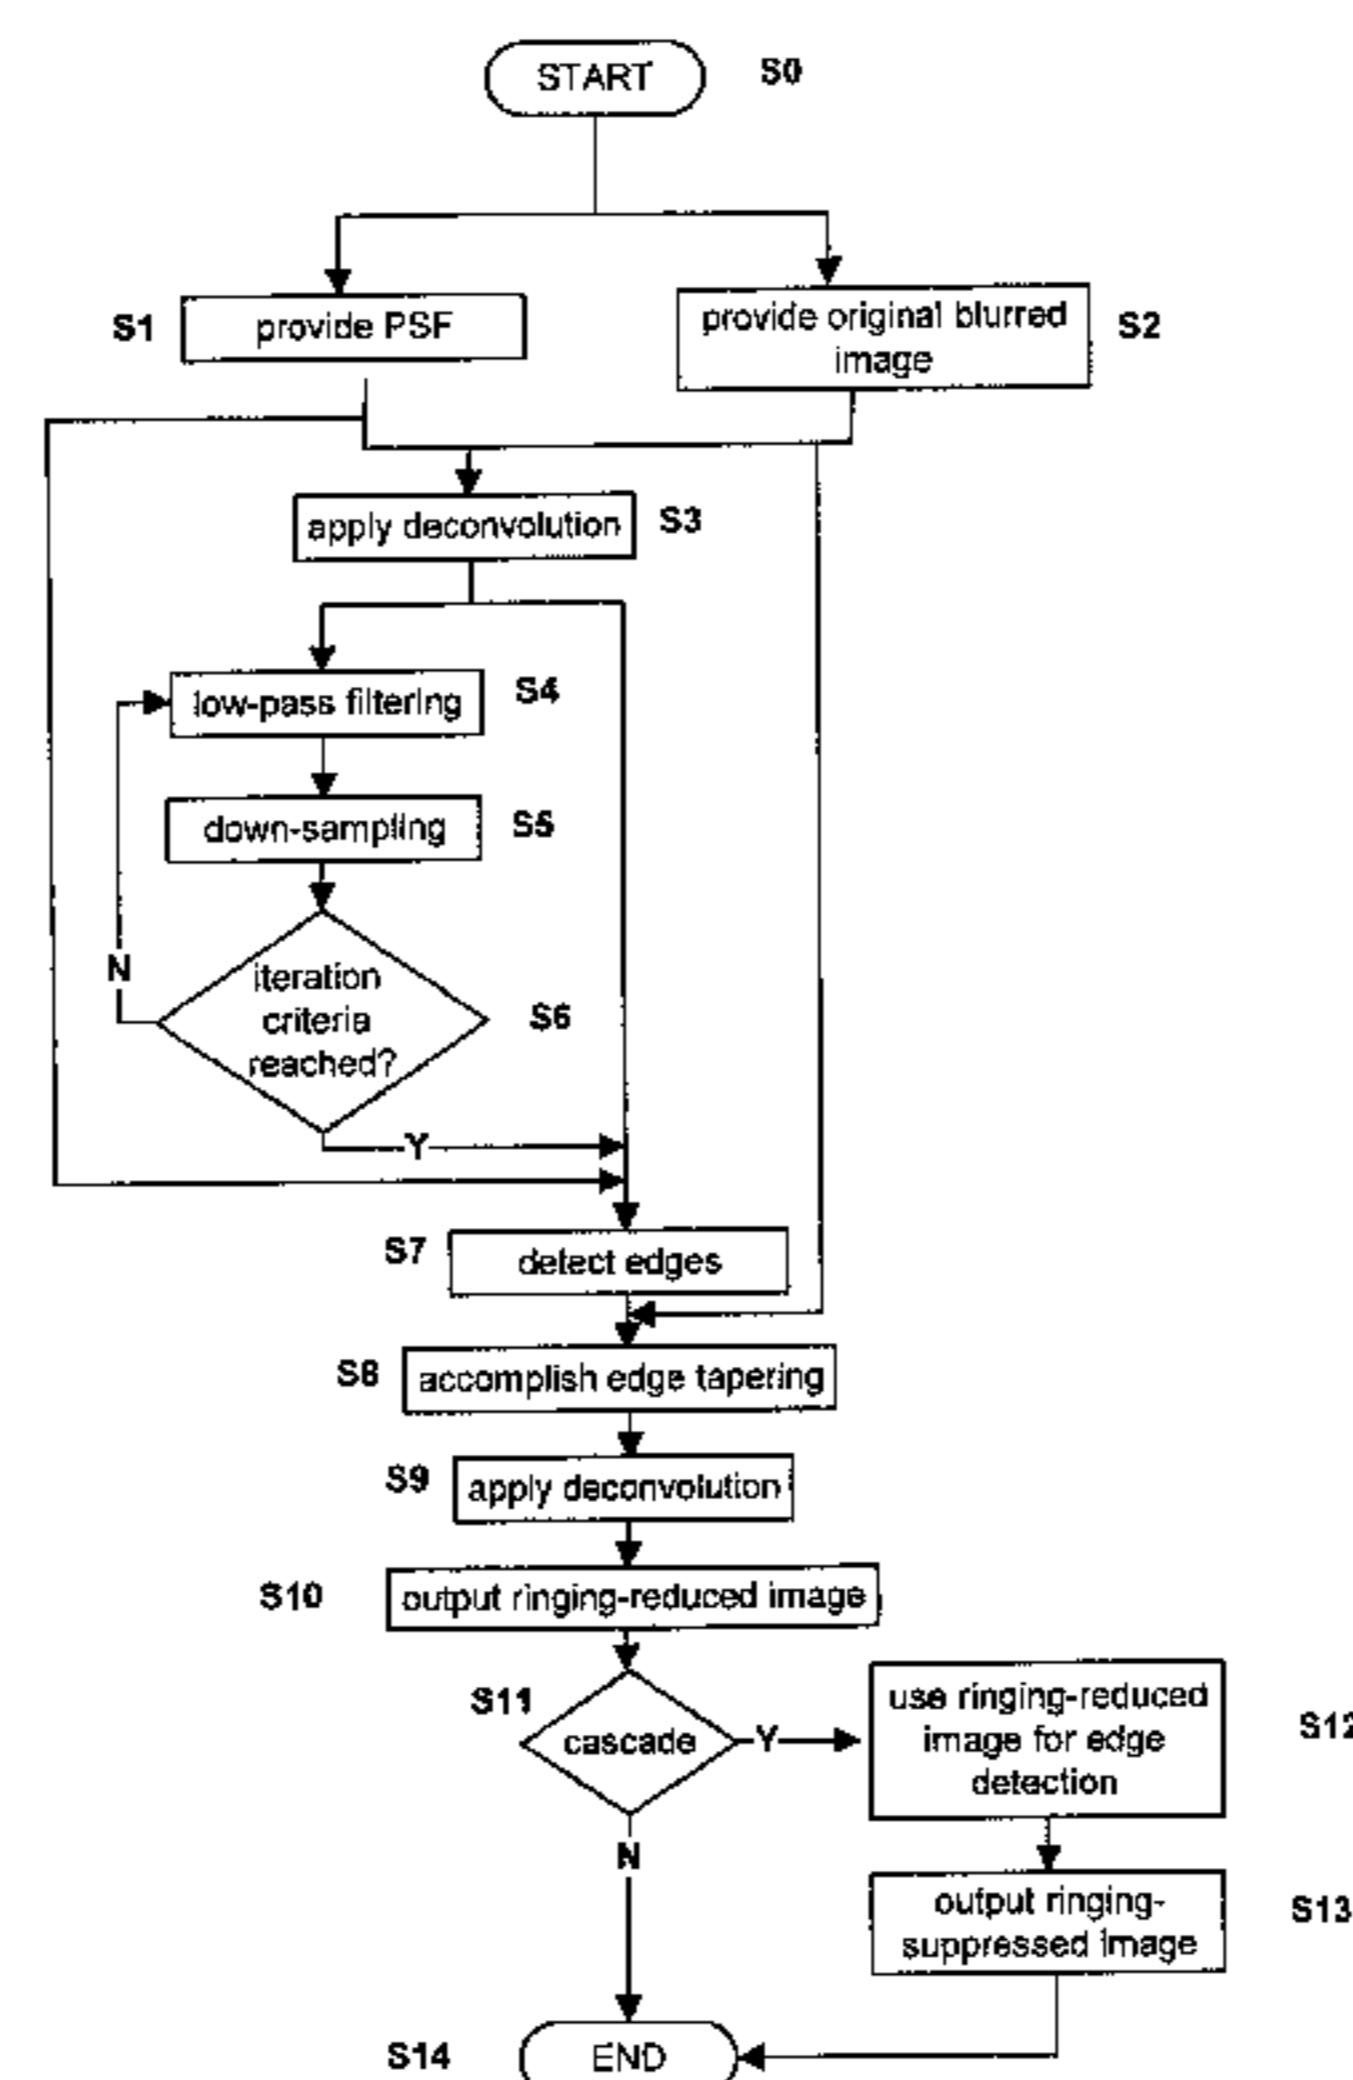 START
S0
S1
provide PSF
provide original blurred
image
S2
apply deconvolution
S3
low-pass filtering
S4
down-sampling
S5
N
iteration
criteria
reached?
S6
Y
S7
detect edges
S8
accomplish edge tapering
S9
apply deconvolution
S10
output ringing-reduced image
S11
cascade
Y
use ringing-reduced
image for edge
detection
S12
N
output ringing-
suppressed image
S13
S14
END